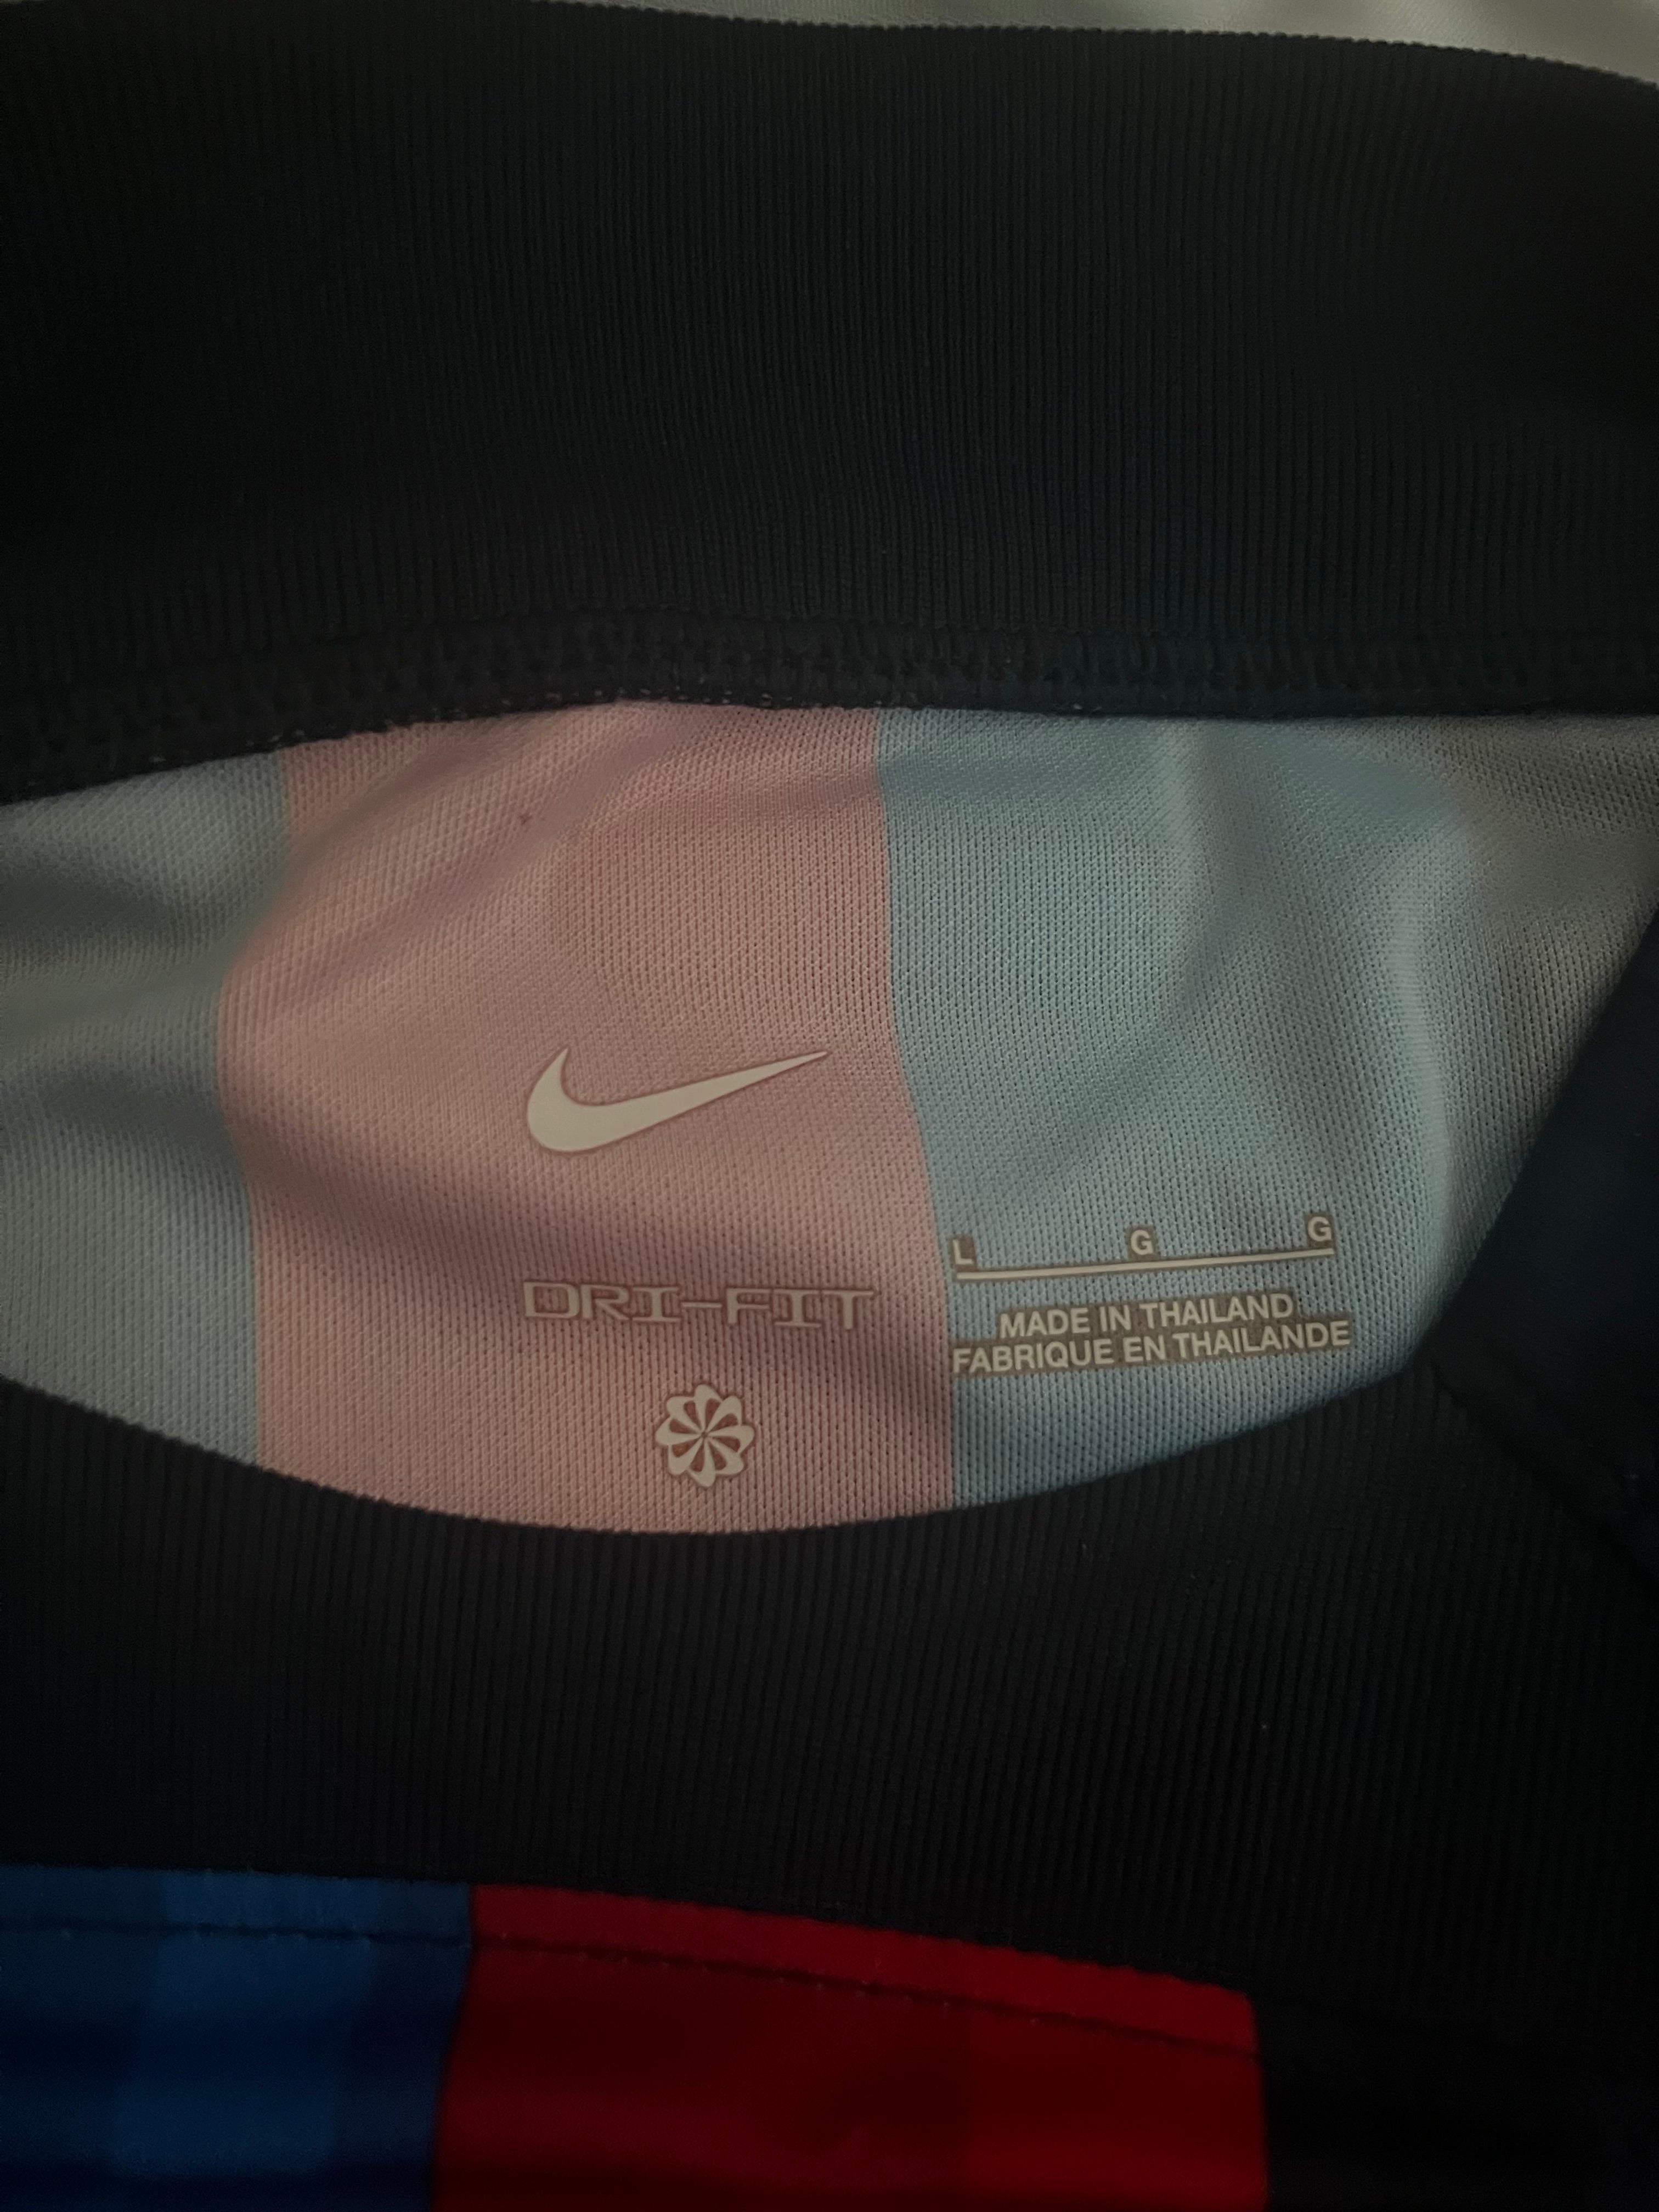 DRI-FIT
L G G
MADE IN THAILAND
FABRIQUE EN THAILANDE